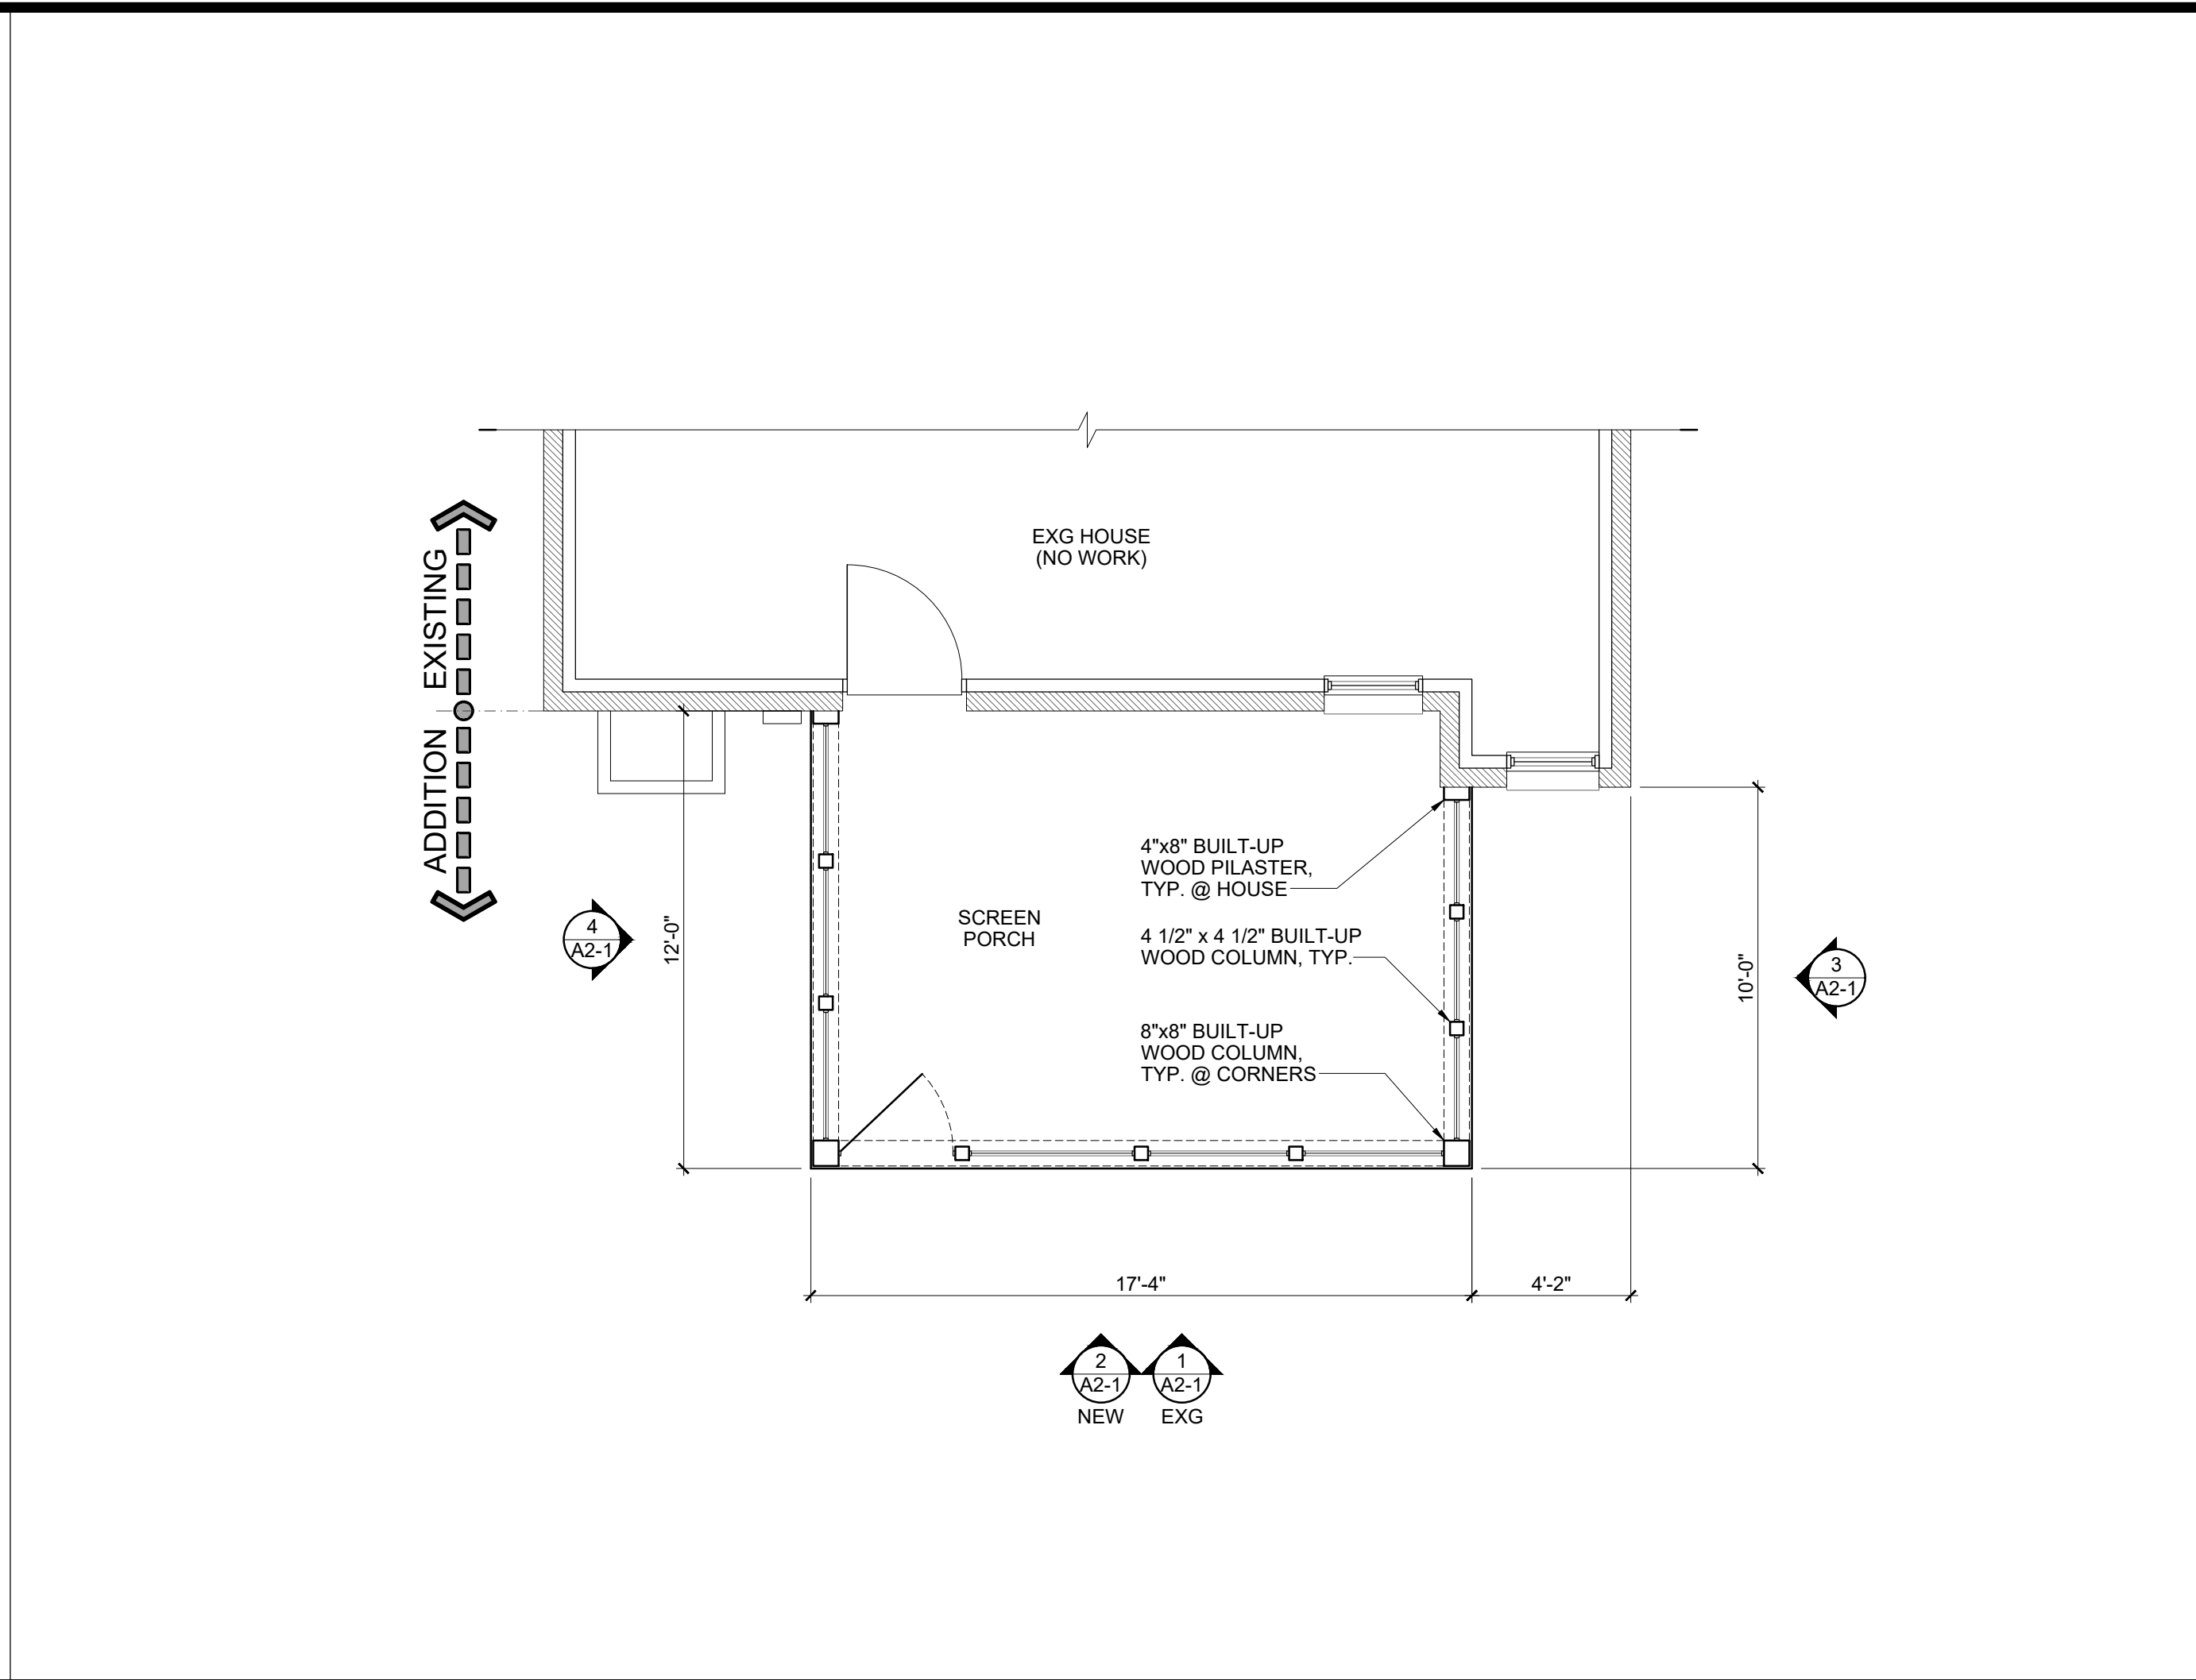 EXG HOUSE
(NO WORK)
EXISTING
ADDITION
4"x8" BUILT-UP
WOOD PILASTER,
TYP. @ HOUSE
SCREEN
PORCH
4 1/2" x 4 1/2" BUILT-UP
WOOD COLUMN, TYP.
8"x8" BUILT-UP
WOOD COLUMN,
TYP. @ CORNERS
4
A2-1
12'-0"
10'-0"
3
A2-1
17'-4"
4'-2"
2
A2-1
NEW
1
A2-1
EXG